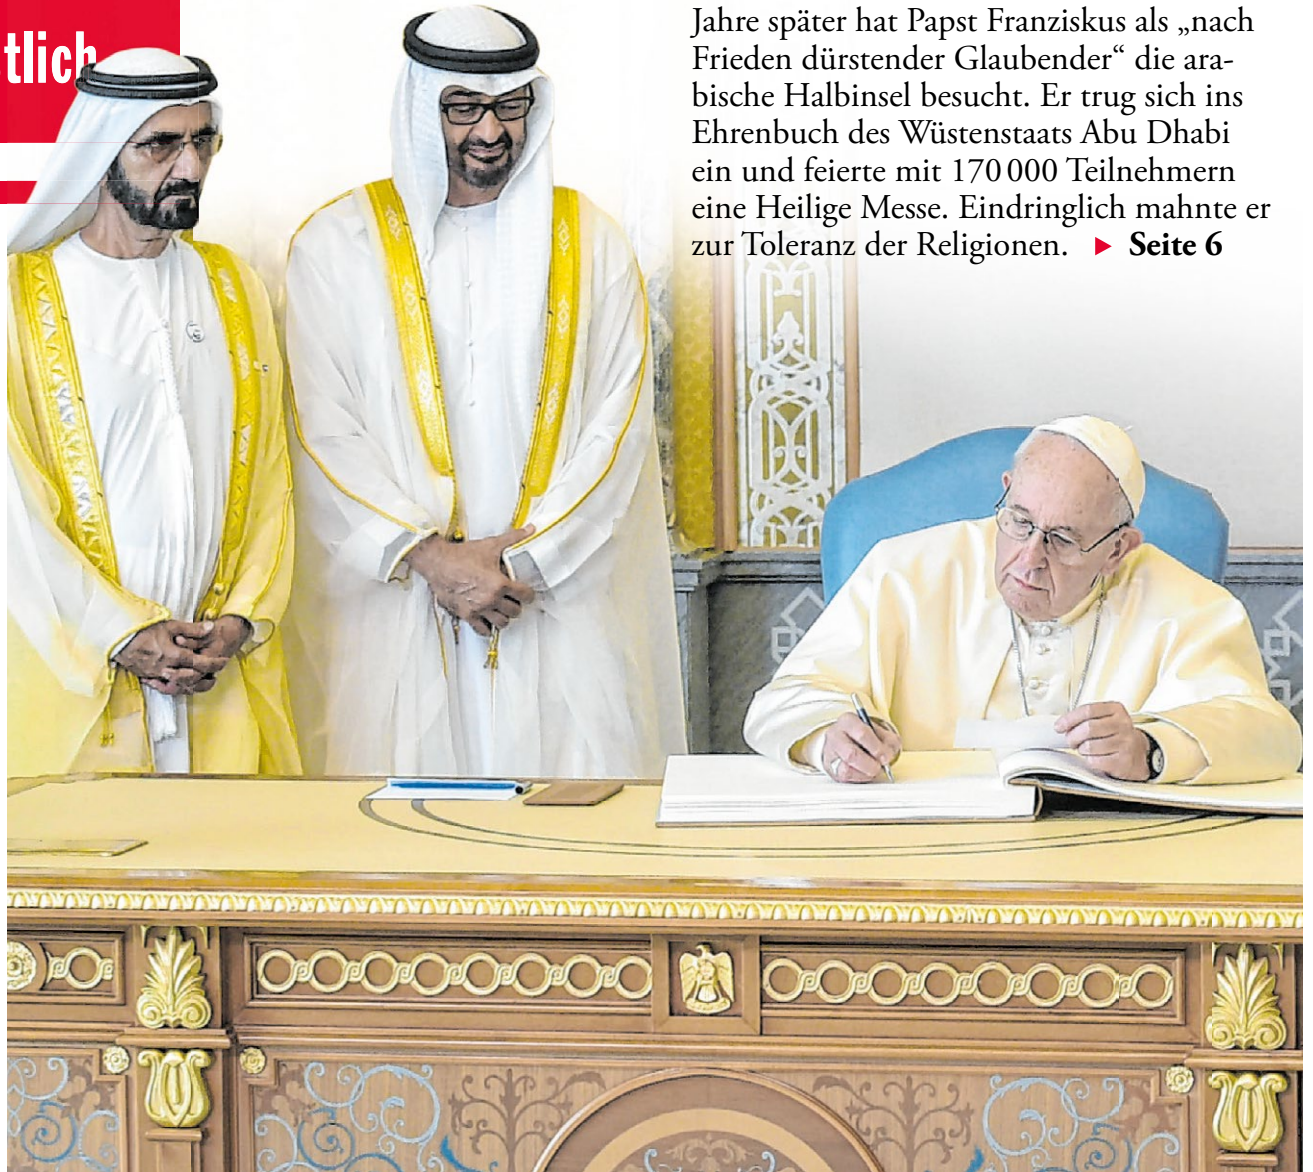 tlich
Jahre später hat Papst Franziskus als „nach
Frieden dürstender Glaubender“ die ara-
bische Halbinsel besucht. Er trug sich ins
Ehrenbuch des Wüstenstaats Abu Dhabi
ein und feierte mit 170 000 Teilnehmern
eine Heilige Messe. Eindringlich mahnte er
zur Toleranz der Religionen. ▶ Seite 6